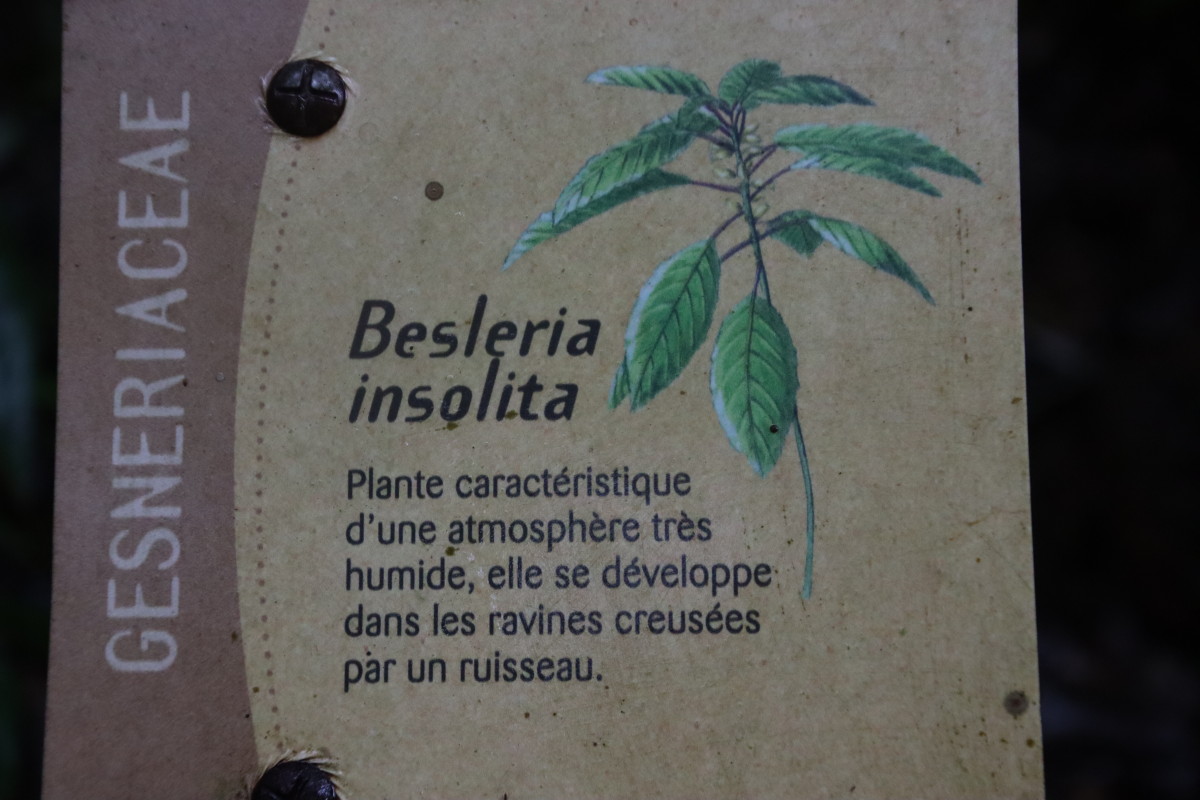 GESNERIACEAE
Besleria
insolita
Plante caractéristique
d'une atmosphère très
humide, elle se développe
dans les ravines creusées
par un ruisseau.